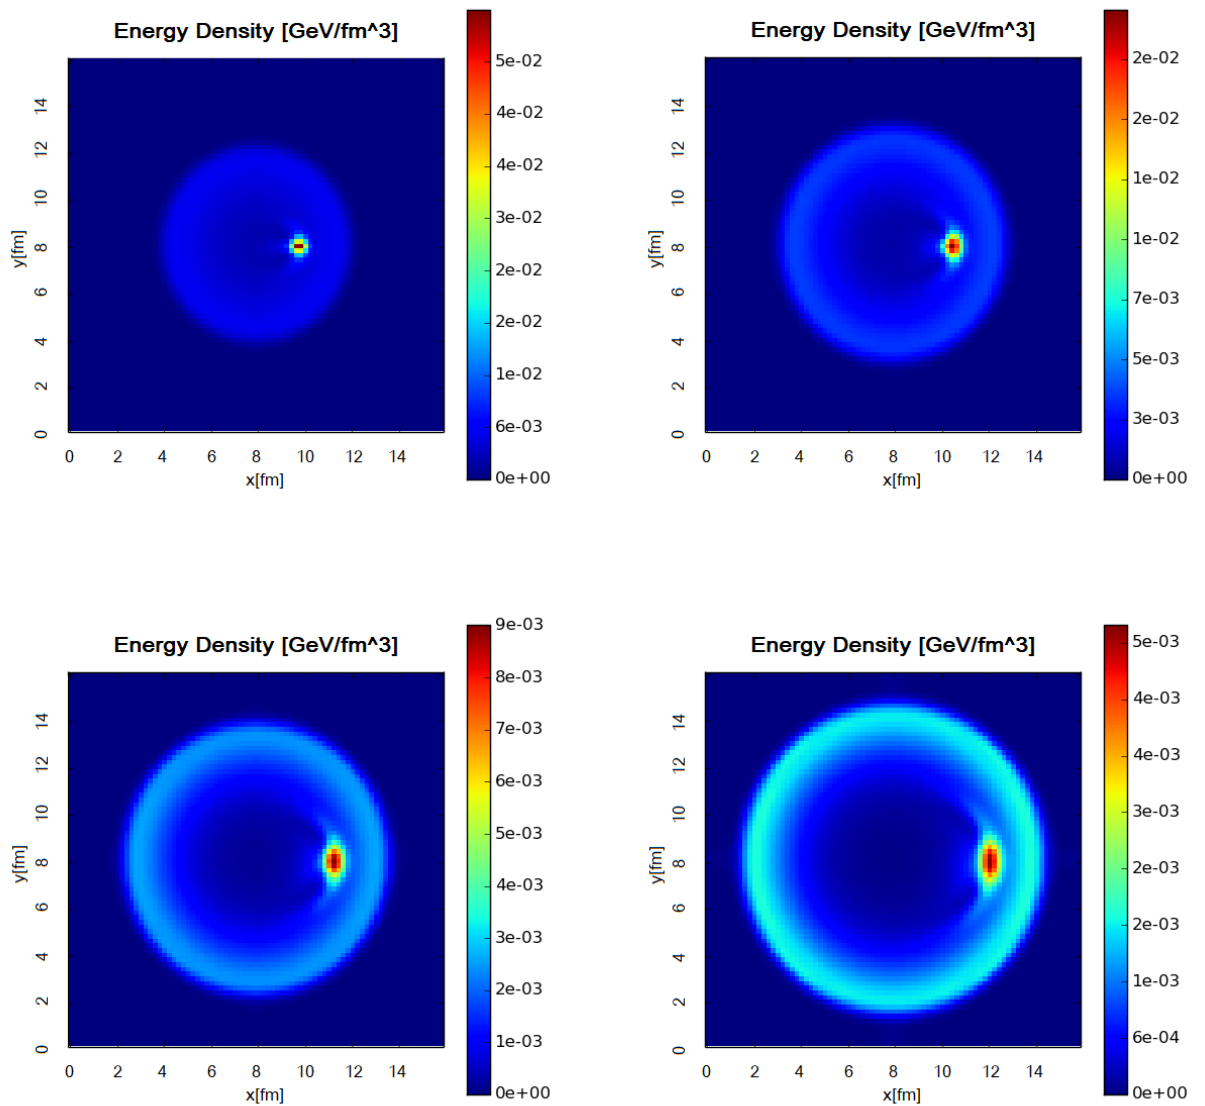 Energy Density [GeV/fm^3]
5e-02
4e-02
4e-02
3e-02
2e-02
2e-02
1e-02
6e-03
0e+00
14
12
10
8
6
4
2
0
y[fm]
0 2 4 6 8 10 12 14
x[fm]
Energy Density [GeV/fm^3]
2e-02
2e-02
1e-02
1e-02
7e-03
5e-03
3e-03
0e+00
14
12
10
8
6
4
2
0
y[fm]
0 2 4 6 8 10 12 14
x[fm]
Energy Density [GeV/fm^3]
9e-03
8e-03
7e-03
6e-03
5e-03
4e-03
3e-03
2e-03
1e-03
0e+00
14
12
10
8
6
4
2
0
y[fm]
0 2 4 6 8 10 12 14
x[fm]
Energy Density [GeV/fm^3]
5e-03
4e-03
4e-03
3e-03
2e-03
2e-03
1e-03
6e-04
0e+00
14
12
10
8
6
4
2
0
y[fm]
0 2 4 6 8 10 12 14
x[fm]